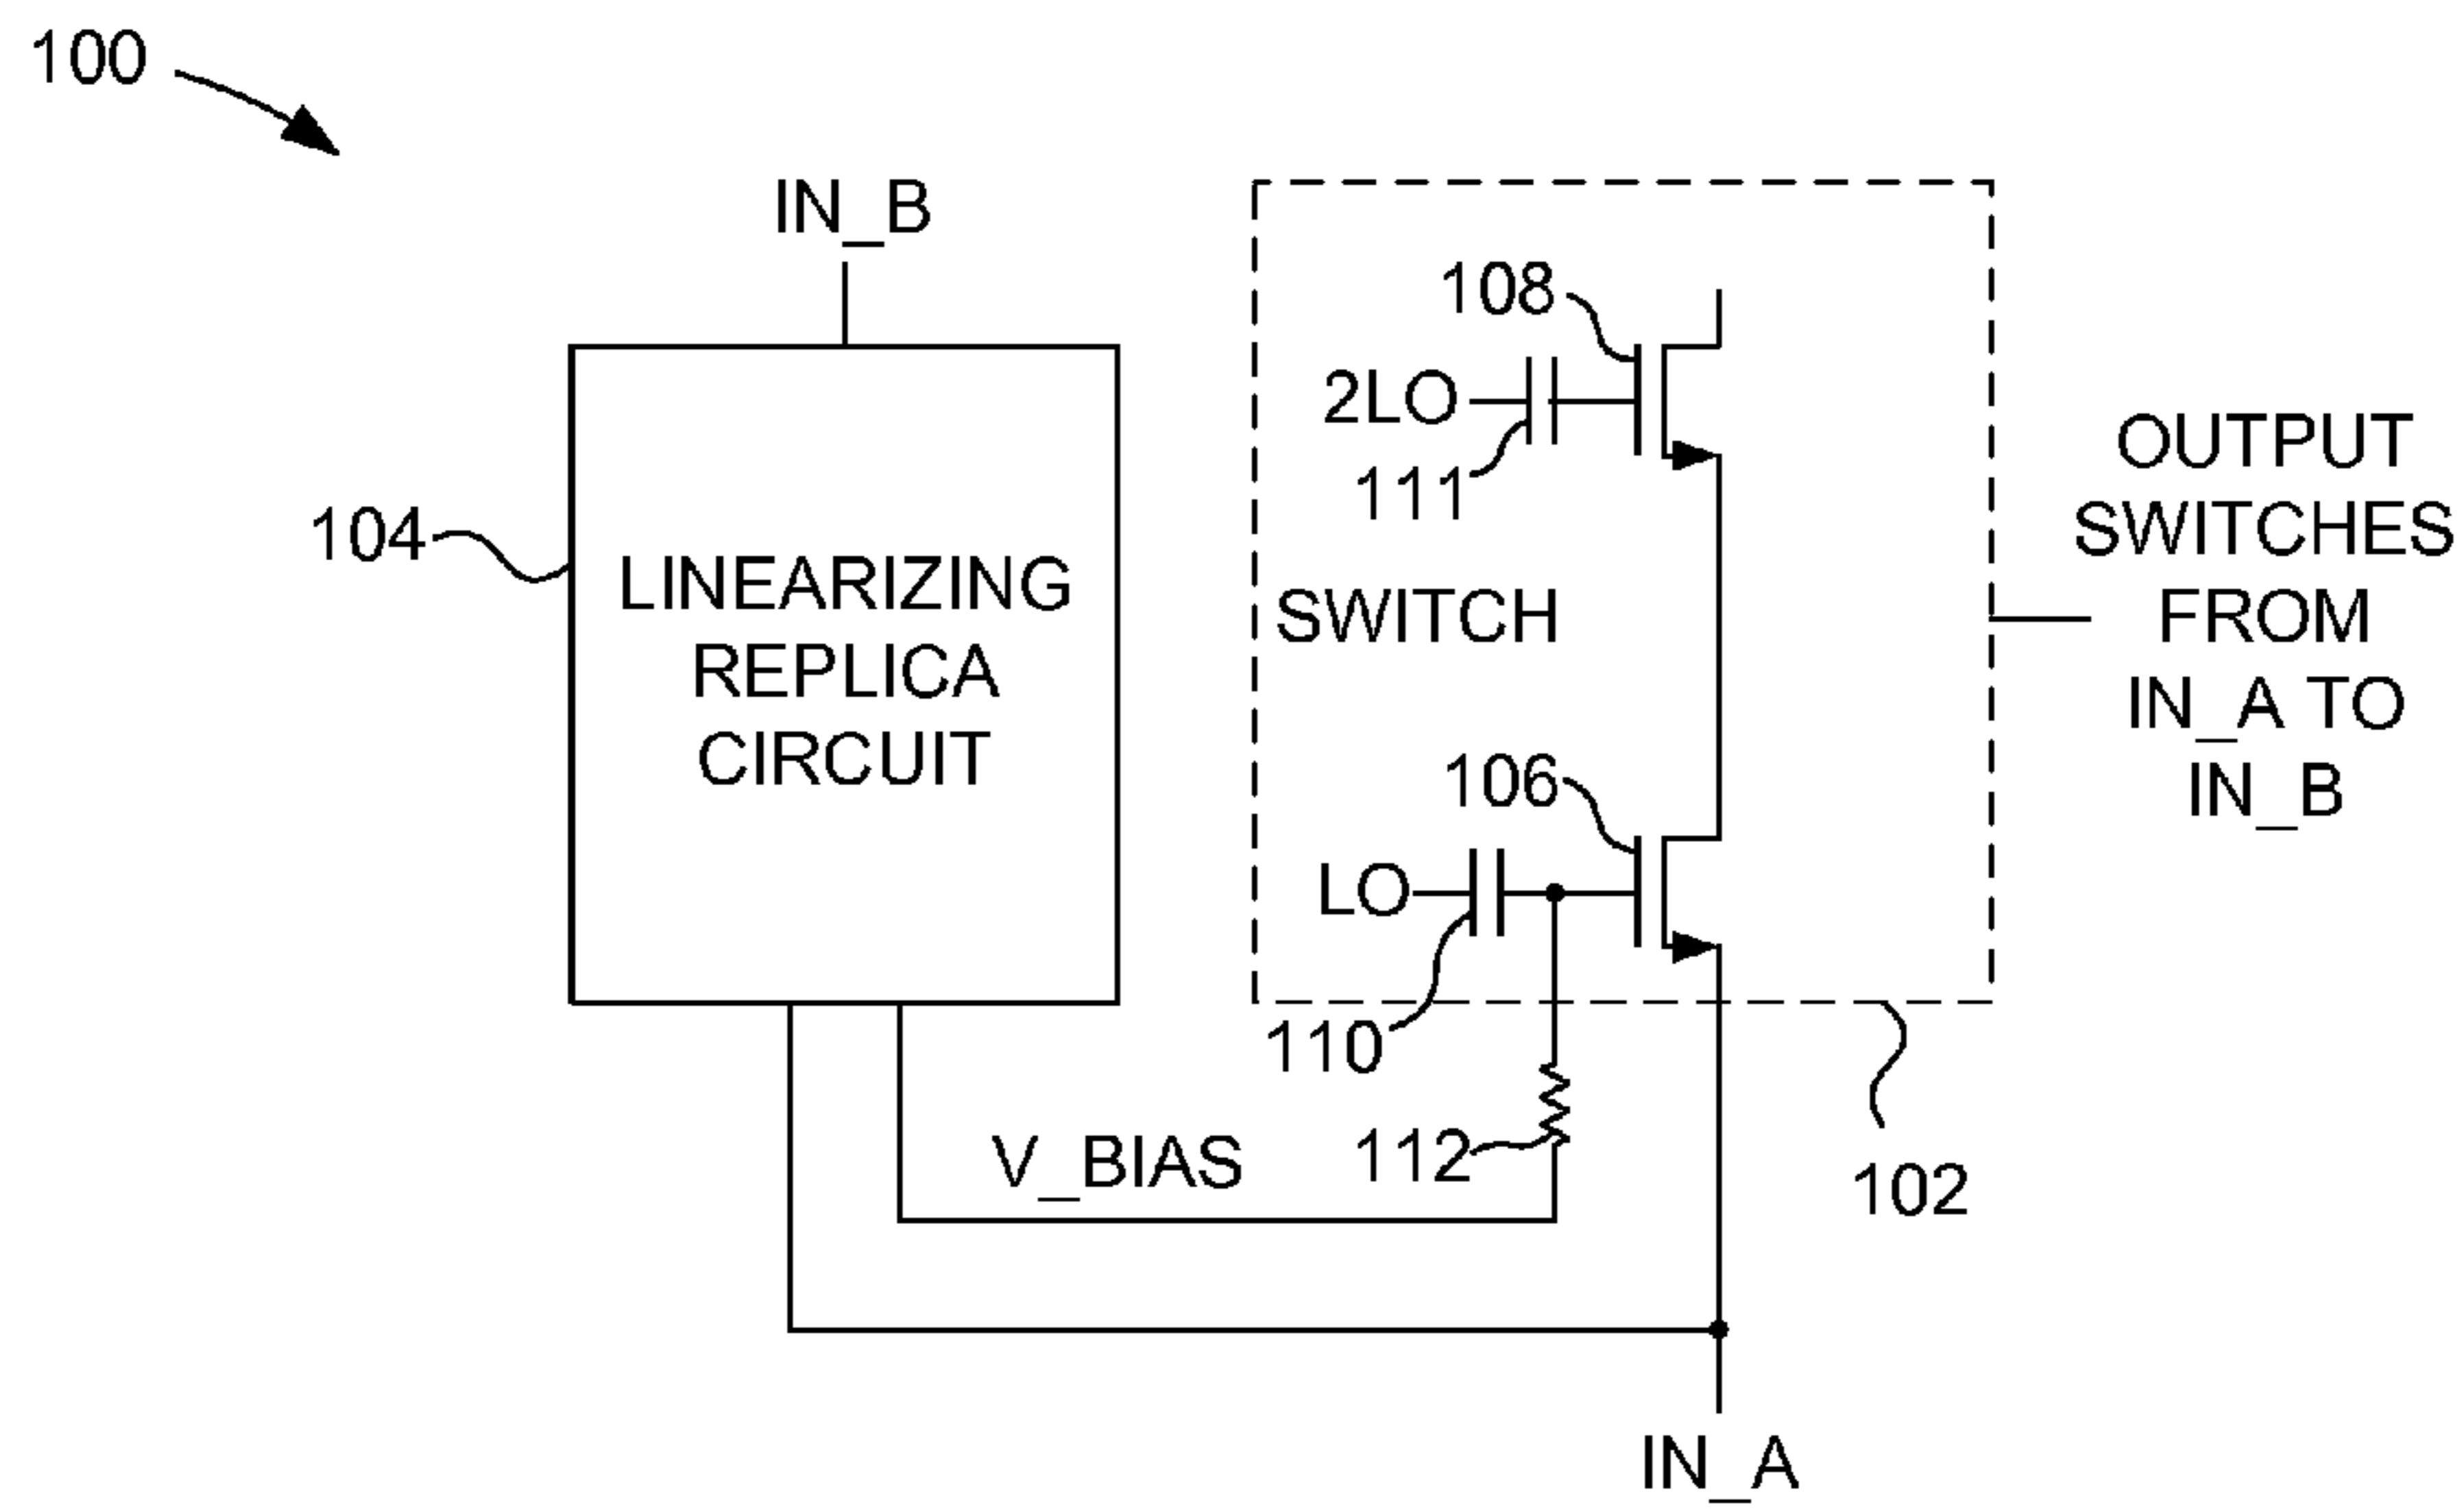 100
IN_B
108
2LO
111
OUTPUT
SWITCHES
FROM
IN_A TO
IN_B
104
LINEARIZING
REPLICA
CIRCUIT
SWITCH
106
LO
110
112
V_BIAS
102
IN_A